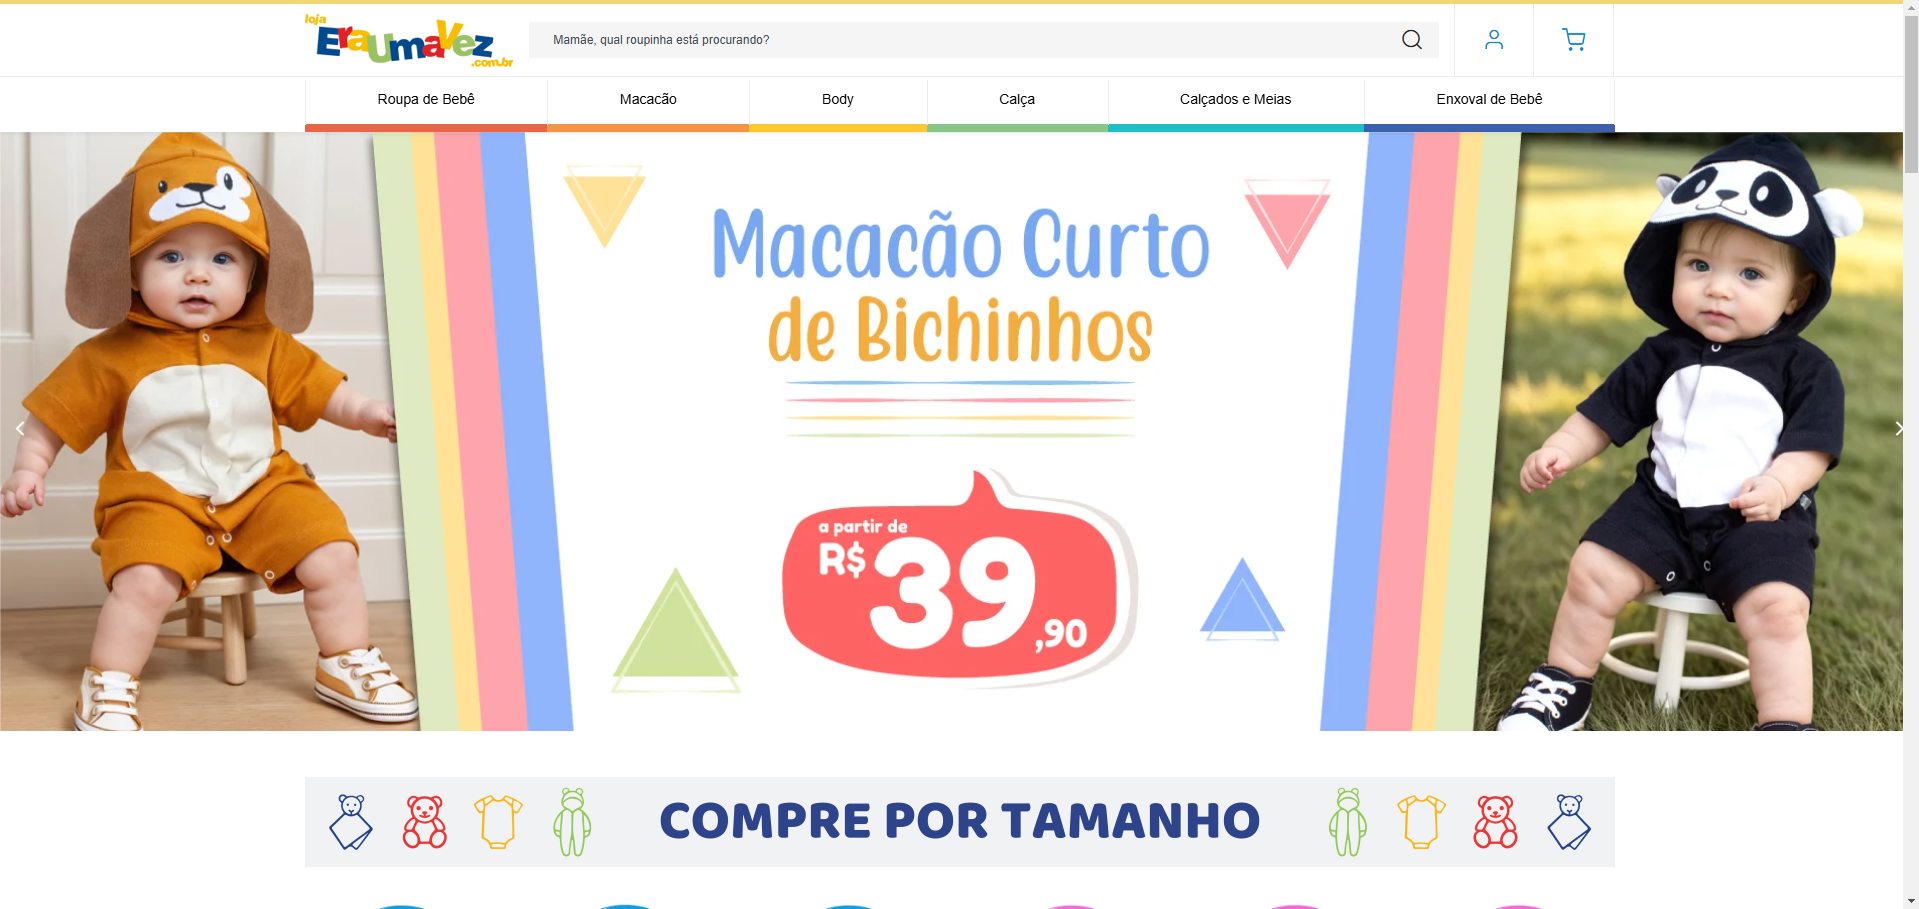 loja
EraumaVez
.com.br
Mamãe, qual roupinha está procurando?
Roupa de Bebê
Macacão
Body
Calça
Calçados e Meias
Enxoval de Bebê
Macacão Curto
de Bichinhos
a partir de
R$ 39,90
COMPRE POR TAMANHO